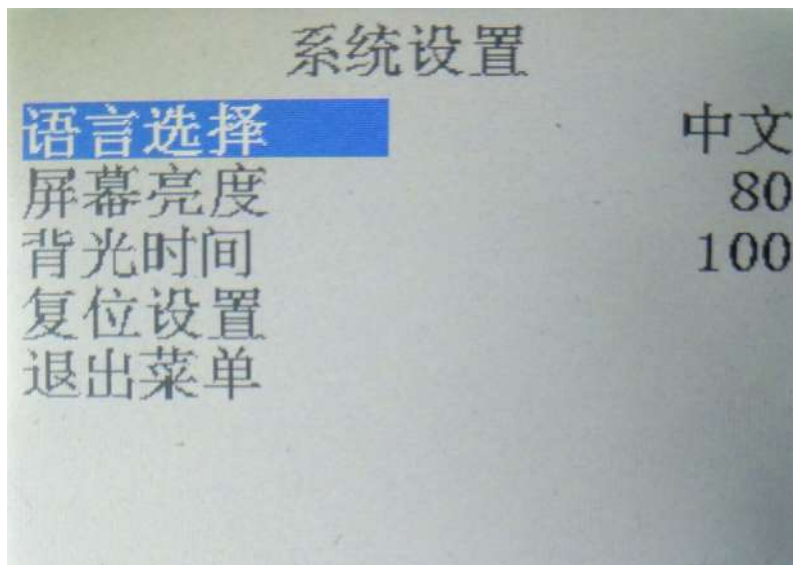 系统设置
语言选择 中文
屏幕亮度 80
背光时间 100
复位设置
退出菜单